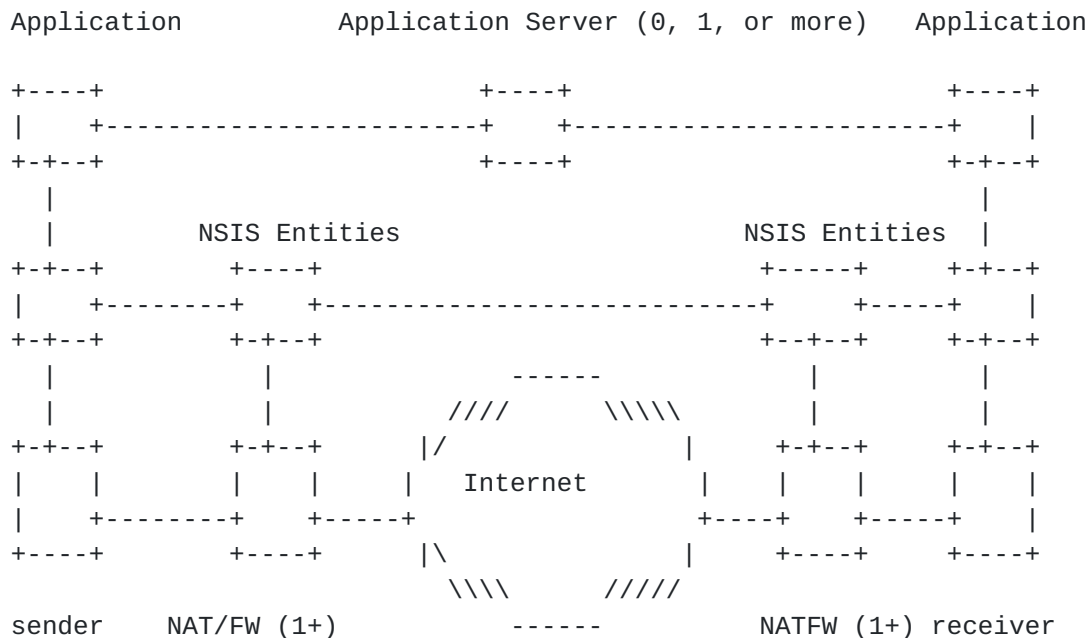 Application Application Server (0, 1, or more) Application
NSIS Entities NSIS Entities
Internet
sender NAT/FW (1+) NATFW (1+) receiver